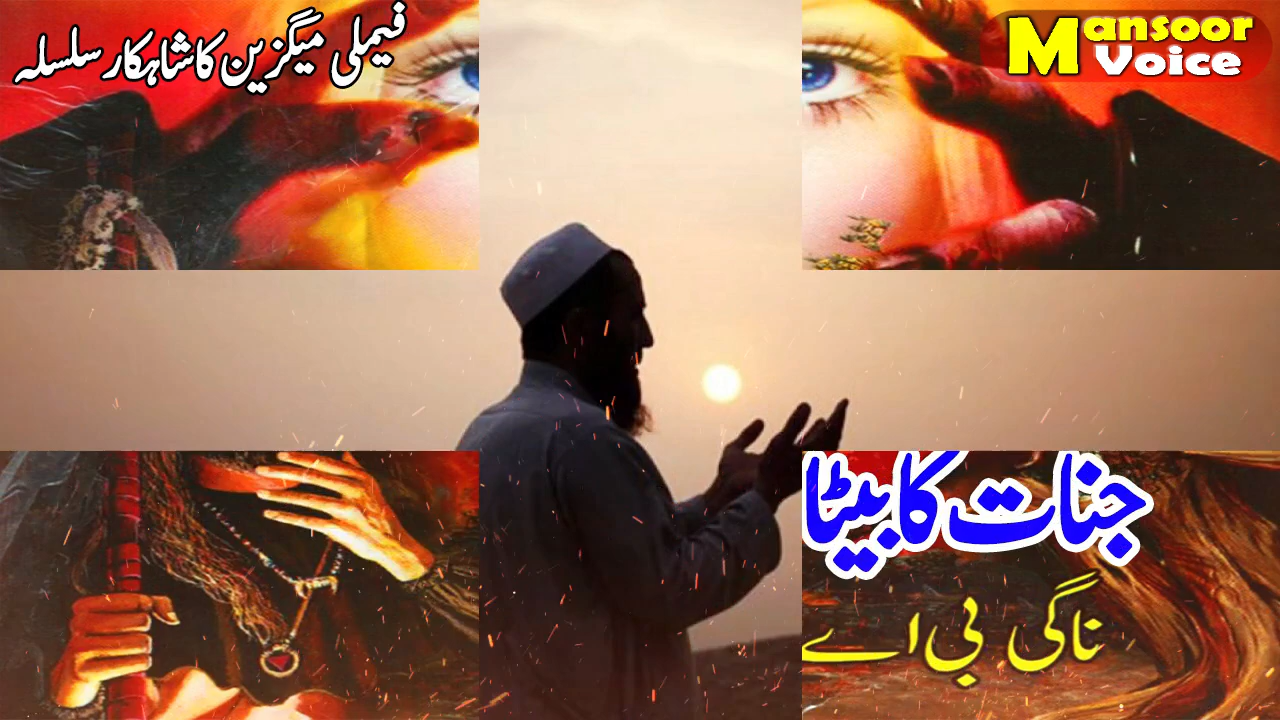 فیملی میگزین کا شاہکار سلسلہ
Mansoor
Voice
جنات کا بیٹا
ناگی بی اے